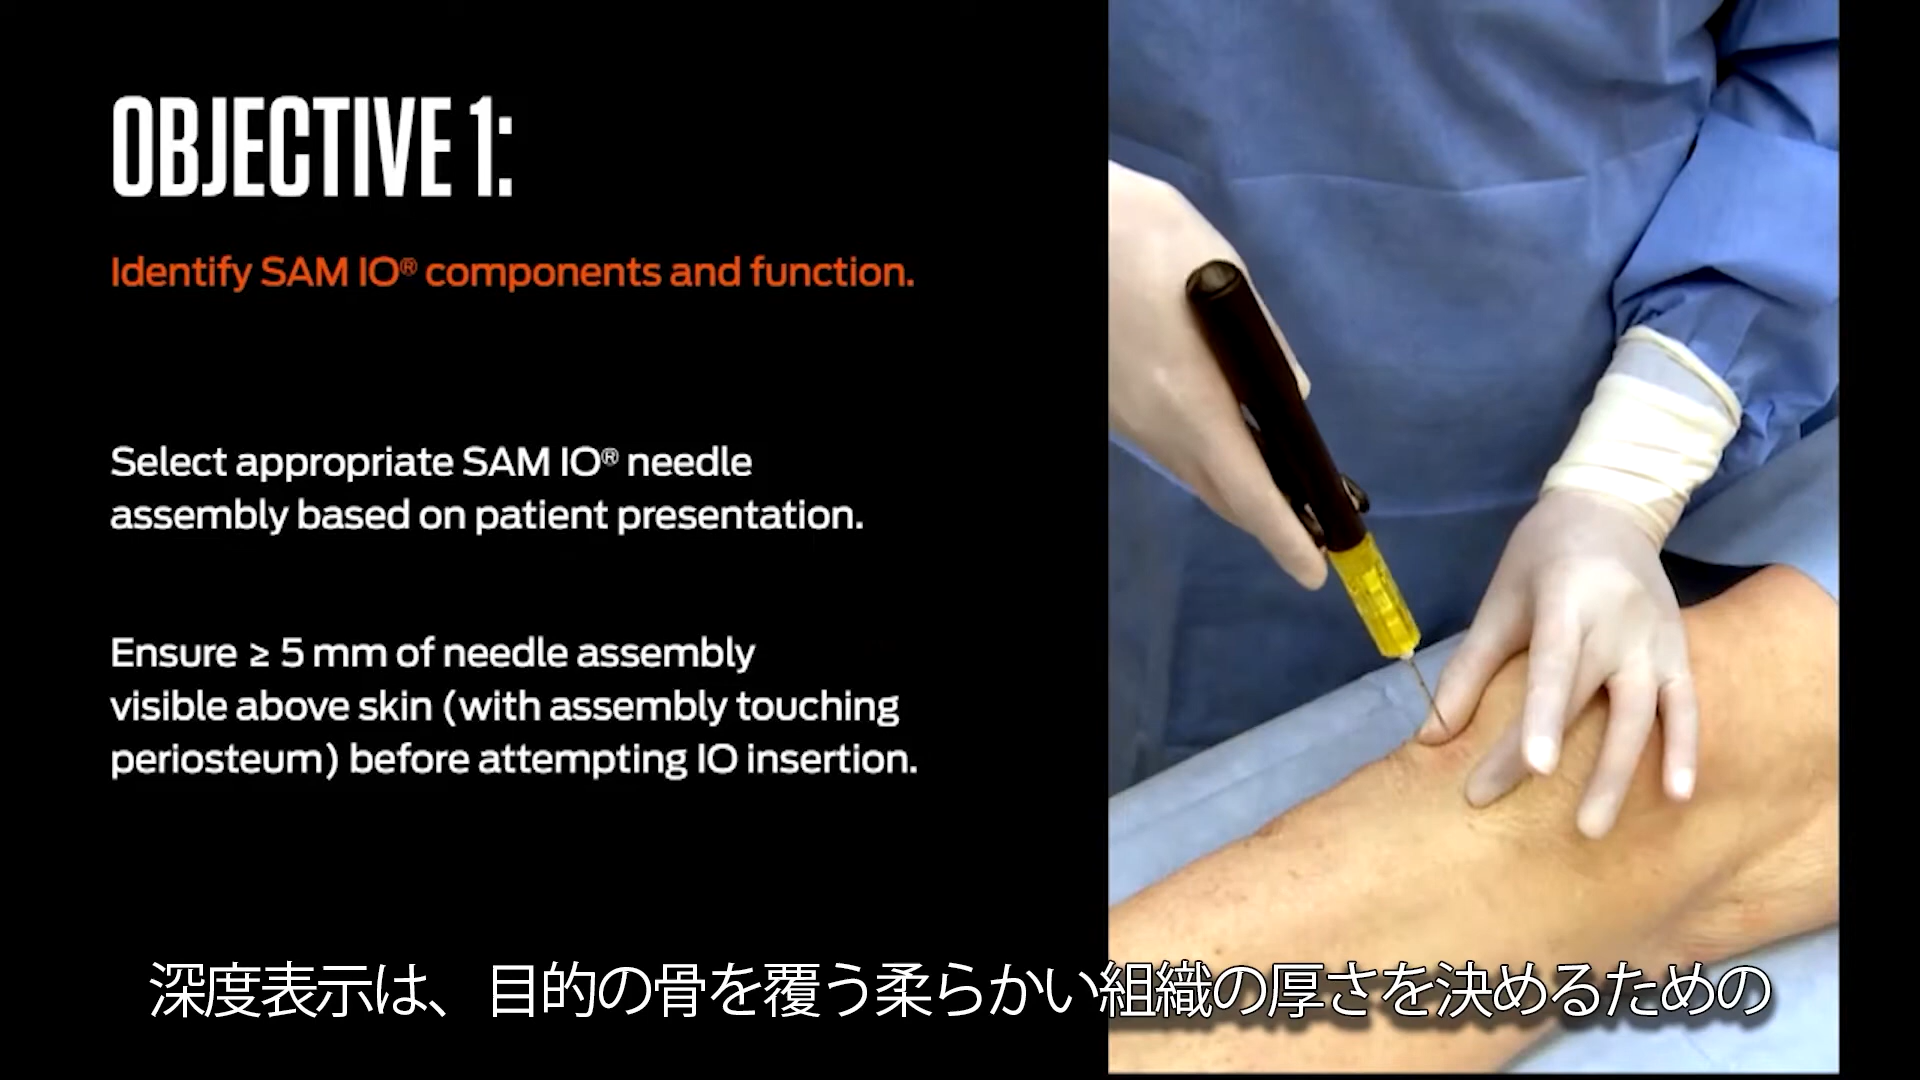 OBJECTIVE 1:
Identify SAM IO® components and function.
Select appropriate SAM IO® needle
assembly based on patient presentation.
Ensure ≥ 5 mm of needle assembly
visible above skin (with assembly touching
periosteum) before attempting IO insertion.
深度表示は、目的の骨を覆う柔らかい組織の厚さを決めるための